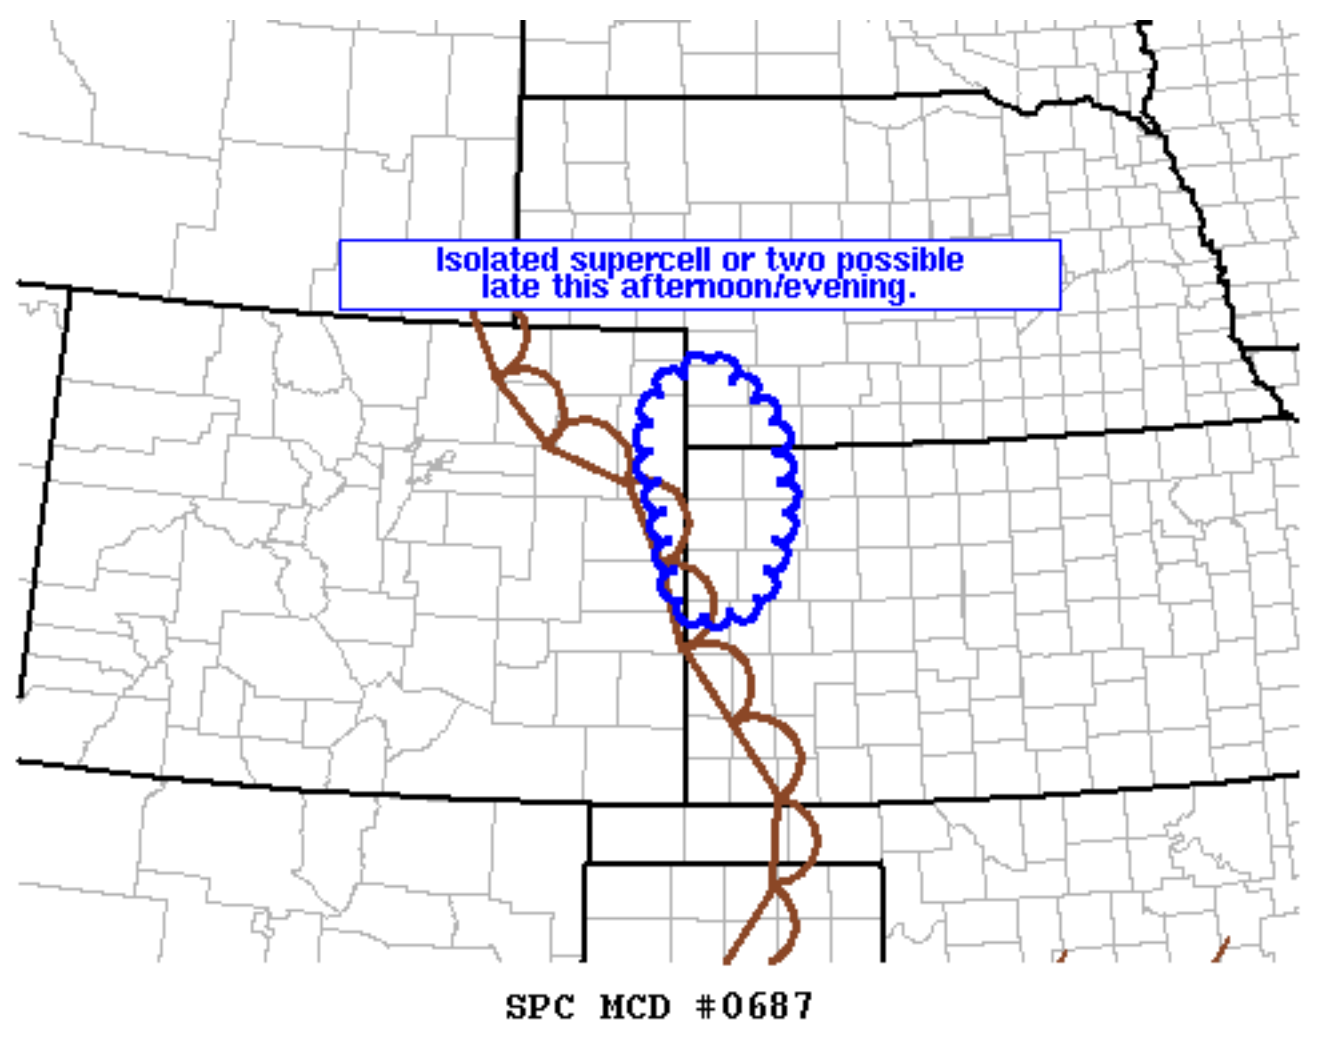 Isolated supercell or two possible
late this afternoon/evening.
SPC MCD #0687